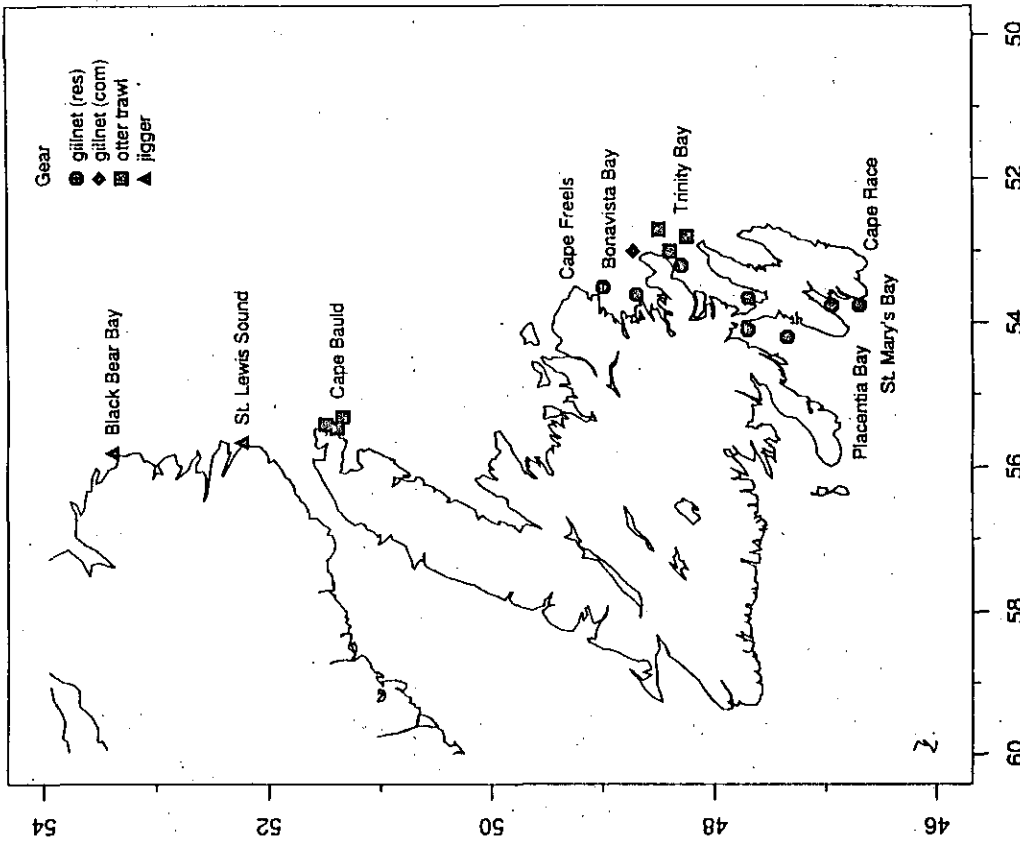 Gear
gillnet (res)
gillnet (com)
otter trawl
jigger
Black Bear Bay
St. Lewis Sound
Cape Bauld
Cape Freels
Bonavista Bay
Trinity Bay
Cape Race
St. Mary's Bay
Placentia Bay
54
52
50
48
46
60
58
56
54
52
50